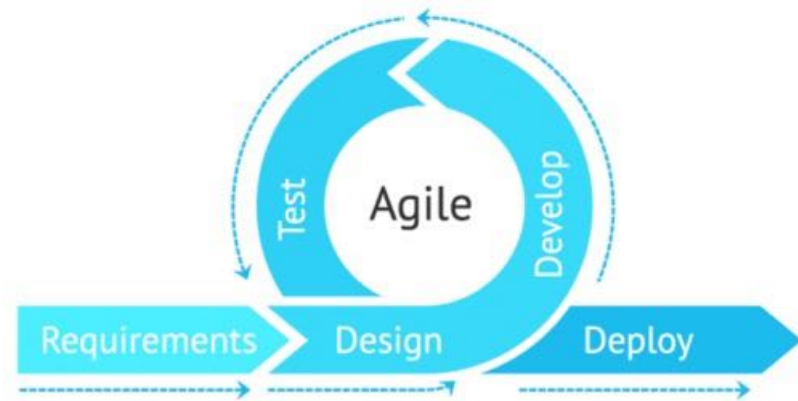 Agile
Test
Develop
Requirements
Design
Deploy